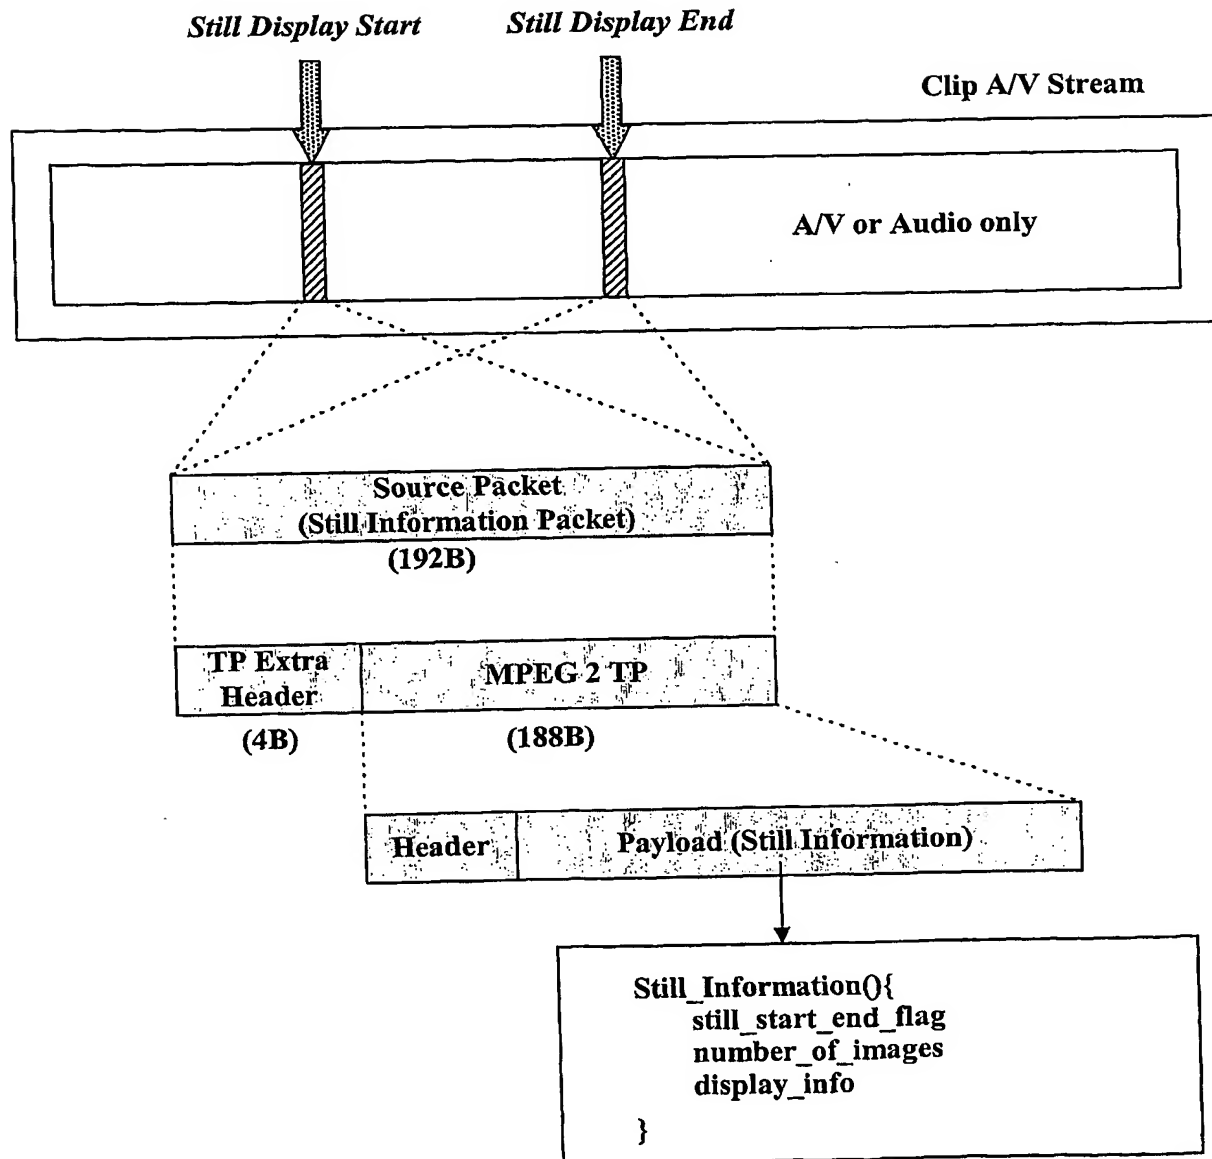 Still Display Start
Still Display End
Clip A/V Stream
A/V or Audio only
Source Packet
(Still Information Packet)
(192B)
TP Extra
Header
MPEG 2 TP
(4B)
(188B)
Header
Payload (Still Information)
Still_Information(){
still_start_end_flag
number_of_images
display_info
}